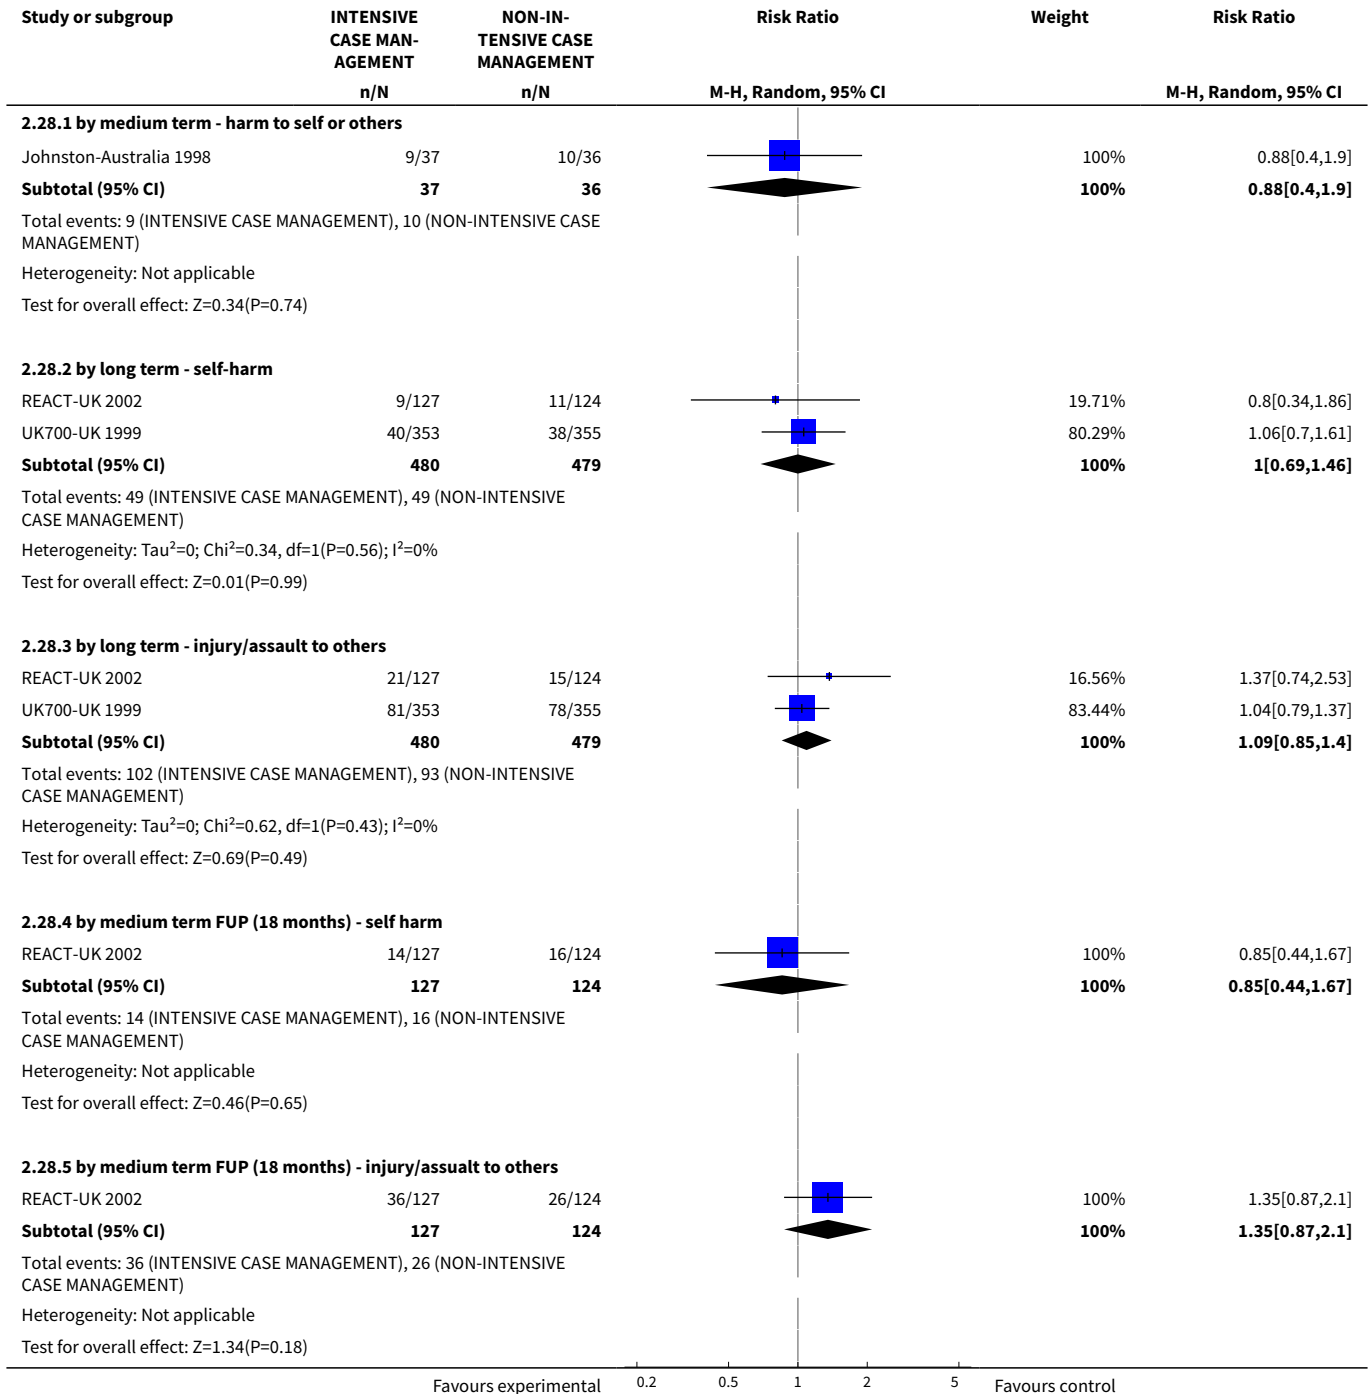 Study or subgroup INTENSIVE CASE MAN-AGEMENT NON-IN-TENSIVE CASE MANAGEMENT Risk Ratio Weight Risk Ratio
n/N n/N M-H, Random, 95% CI M-H, Random, 95% CI
2.28.1 by medium term - harm to self or others
Johnston-Australia 1998 9/37 10/36 100% 0.88[0.4,1.9]
Subtotal (95% CI) 37 36 100% 0.88[0.4,1.9]
Total events: 9 (INTENSIVE CASE MANAGEMENT), 10 (NON-INTENSIVE CASE
MANAGEMENT)
Heterogeneity: Not applicable
Test for overall effect: Z=0.34(P=0.74)
2.28.2 by long term - self-harm
REACT-UK 2002 9/127 11/124 19.71% 0.8[0.34,1.86]
UK700-UK 1999 40/353 38/355 80.29% 1.06[0.7,1.61]
Subtotal (95% CI) 480 479 100% 1[0.69,1.46]
Total events: 49 (INTENSIVE CASE MANAGEMENT), 49 (NON-INTENSIVE
CASE MANAGEMENT)
Heterogeneity: Tau²=0; Chi²=0.34, df=1(P=0.56); I²=0%
Test for overall effect: Z=0.01(P=0.99)
2.28.3 by long term - injury/assault to others
REACT-UK 2002 21/127 15/124 16.56% 1.37[0.74,2.53]
UK700-UK 1999 81/353 78/355 83.44% 1.04[0.79,1.37]
Subtotal (95% CI) 480 479 100% 1.09[0.85,1.4]
Total events: 102 (INTENSIVE CASE MANAGEMENT), 93 (NON-INTENSIVE
CASE MANAGEMENT)
Heterogeneity: Tau²=0; Chi²=0.62, df=1(P=0.43); I²=0%
Test for overall effect: Z=0.69(P=0.49)
2.28.4 by medium term FUP (18 months) - self harm
REACT-UK 2002 14/127 16/124 100% 0.85[0.44,1.67]
Subtotal (95% CI) 127 124 100% 0.85[0.44,1.67]
Total events: 14 (INTENSIVE CASE MANAGEMENT), 16 (NON-INTENSIVE
CASE MANAGEMENT)
Heterogeneity: Not applicable
Test for overall effect: Z=0.46(P=0.65)
2.28.5 by medium term FUP (18 months) - injury/assualt to others
REACT-UK 2002 36/127 26/124 100% 1.35[0.87,2.1]
Subtotal (95% CI) 127 124 100% 1.35[0.87,2.1]
Total events: 36 (INTENSIVE CASE MANAGEMENT), 26 (NON-INTENSIVE
CASE MANAGEMENT)
Heterogeneity: Not applicable
Test for overall effect: Z=1.34(P=0.18)
Favours experimental 0.2 0.5 1 2 5 Favours control